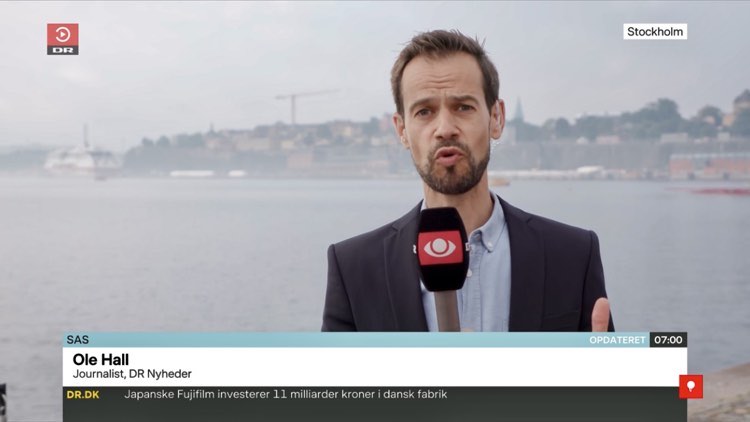 DR
Stockholm
SAS
OPDATERET 07:00
Ole Hall
Journalist, DR Nyheder
DR.DK Japanske Fujifilm investerer 11 milliarder kroner i dansk fabrik